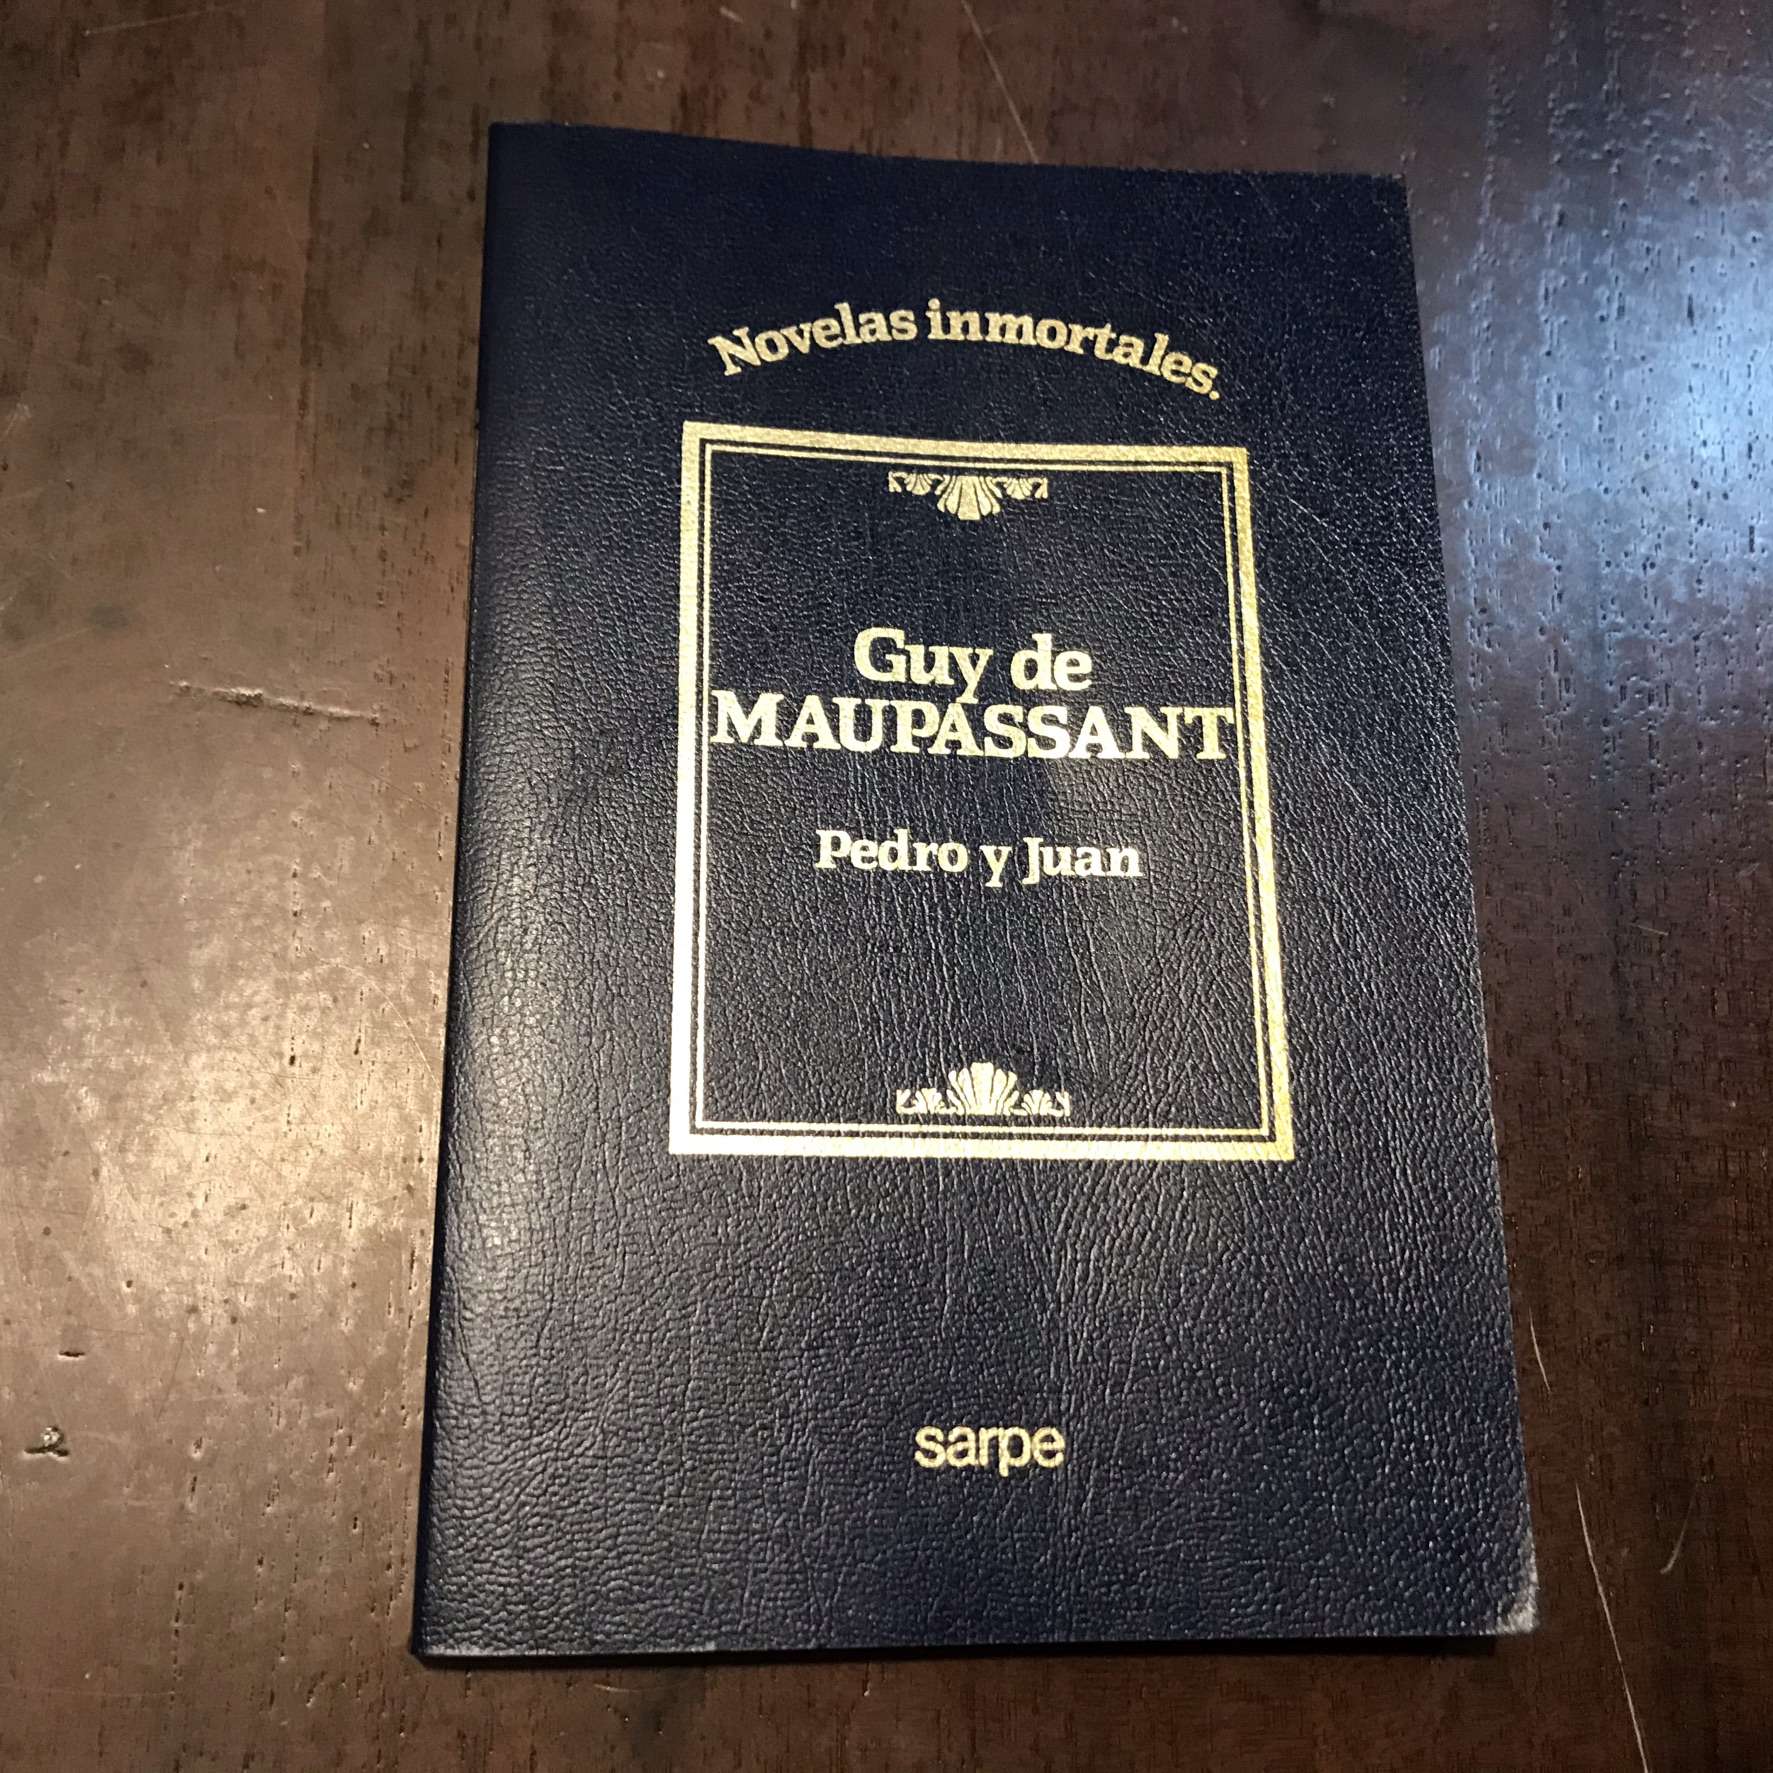 Novelas inmortales.
Guy de
MAUPASSANT
Pedro y Juan
sarpe